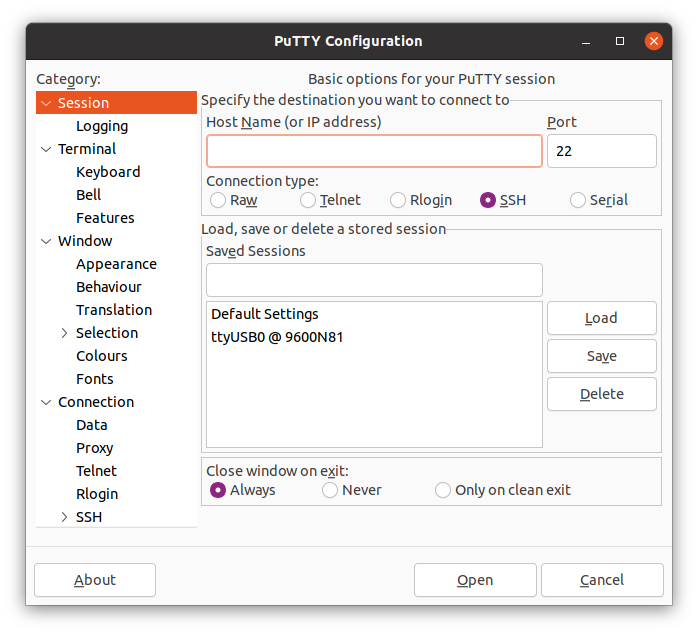 PuTTY Configuration
Category:
Session
Logging
Terminal
Keyboard
Bell
Features
Window
Appearance
Behaviour
Translation
Selection
Colours
Fonts
Connection
Data
Proxy
Telnet
Rlogin
SSH
Basic options for your PuTTY session
Specify the destination you want to connect to
Host Name (or IP address) Port
22
Connection type:
Raw Telnet Rlogin SSH Serial
Load, save or delete a stored session
Saved Sessions
Default Settings
ttyUSB0 @ 9600N81
Load
Save
Delete
Close window on exit:
Always Never Only on clean exit
About Open Cancel